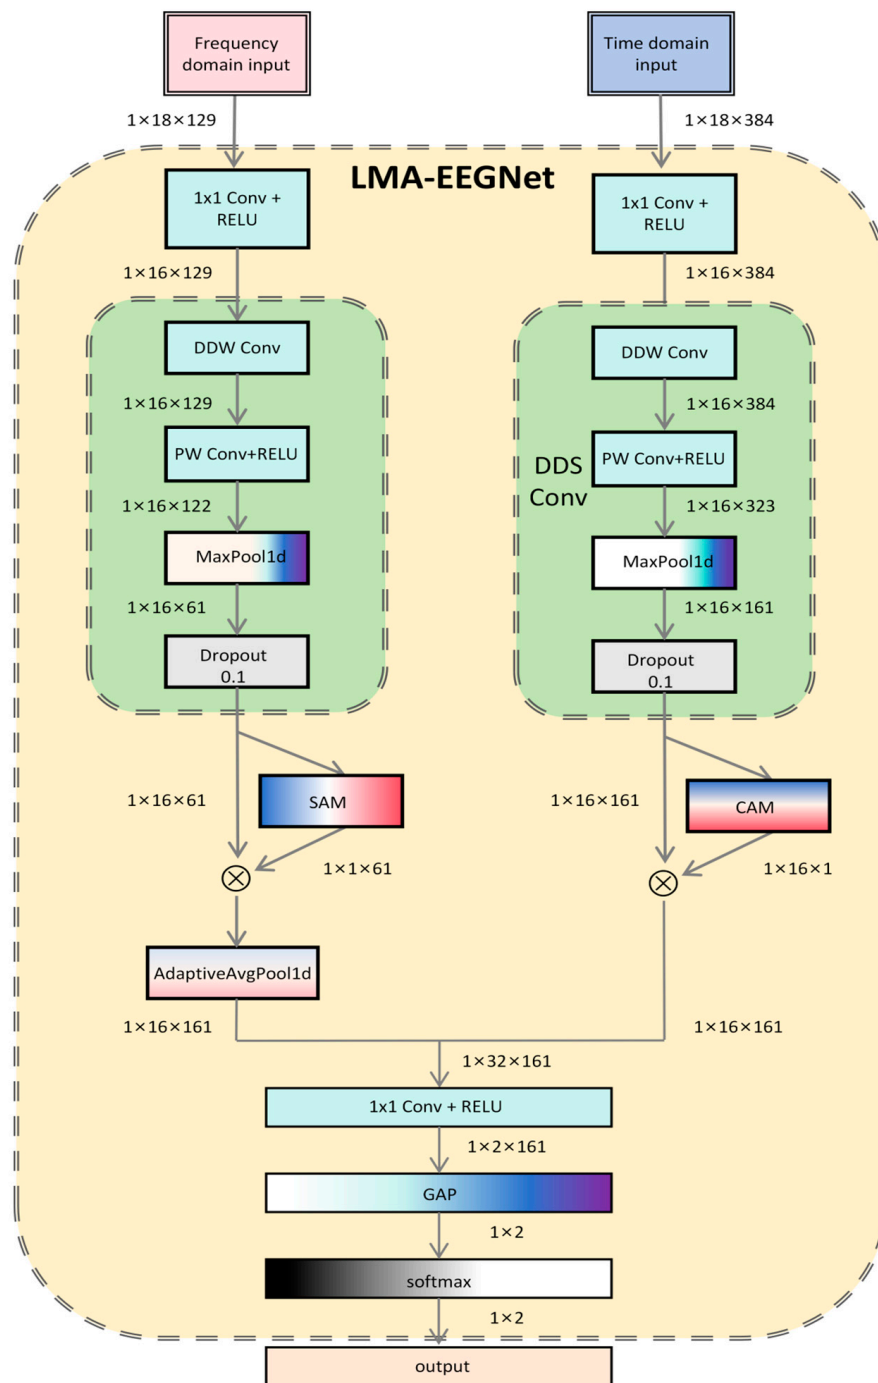 Frequency
domain input
Time domain
input
1×18×129
1×18×384
LMA-EEGNet
1x1 Conv +
RELU
1x1 Conv +
RELU
1×16×129
1×16×384
DDW Conv
DDW Conv
1×16×129
1×16×384
PW Conv+RELU
PW Conv+RELU
DDS
Conv
1×16×122
1×16×323
MaxPool1d
MaxPool1d
1×16×61
1×16×161
Dropout
0.1
Dropout
0.1
1×16×61
SAM
1×16×161
CAM
1×1×61
1×16×1
AdaptiveAvgPool1d
1×16×161
1×16×161
1×32×161
1x1 Conv + RELU
1×2×161
GAP
1×2
softmax
1×2
output